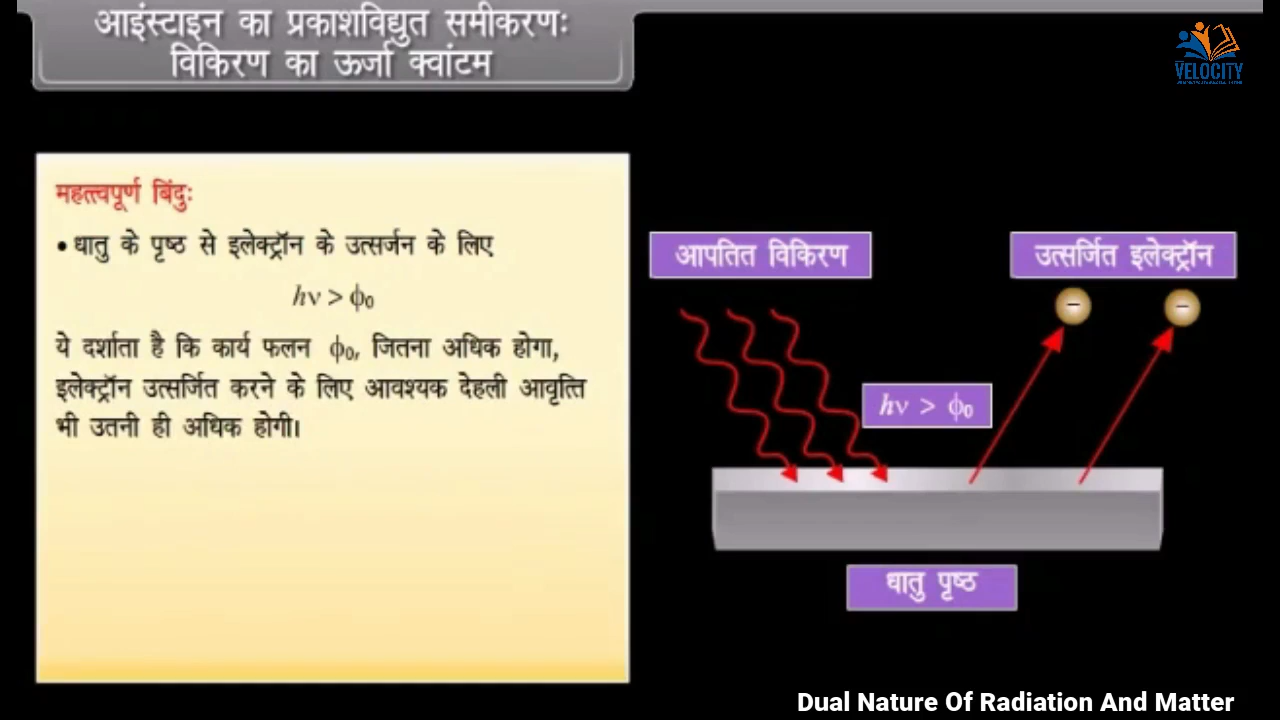 आइंस्टाइन का प्रकाशविद्युत समीकरणः
विकिरण का ऊर्जा क्वांटम
VELOCITY
महत्त्वपूर्ण बिंदुः
• धातु के पृष्ठ से इलेक्ट्रॉन के उत्सर्जन के लिए
hν > ϕ₀
ये दर्शाता है कि कार्य फलन ϕ₀, जितना अधिक होगा,
इलेक्ट्रॉन उत्सर्जित करने के लिए आवश्यक देहली आवृत्ति
भी उतनी ही अधिक होगी।
आपतित विकिरण
उत्सर्जित इलेक्ट्रॉन
− −
hν > ϕ₀
धातु पृष्ठ
Dual Nature Of Radiation And Matter